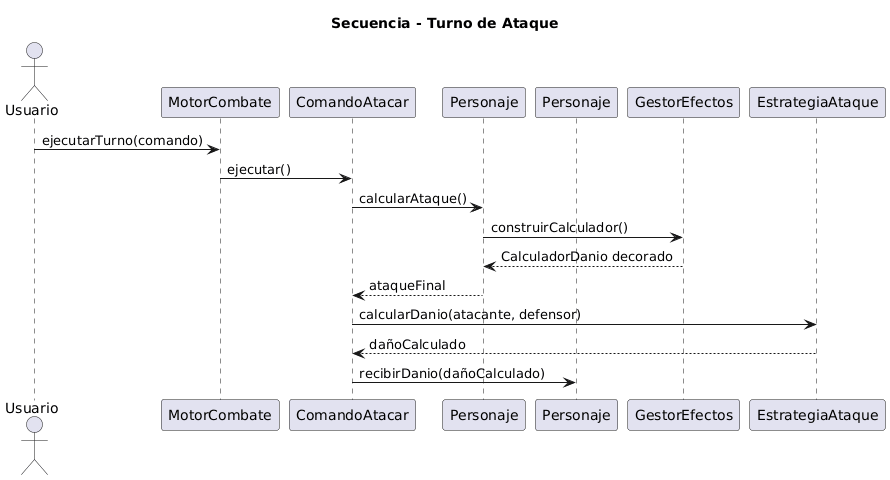 Secuencia - Turno de Ataque
Usuario
MotorCombate
ComandoAtacar
Personaje
Personaje
GestorEfectos
EstrategiaAtaque
ejecutarTurno(comando)
ejecutar()
calcularAtaque()
construirCalculador()
CalculadorDanio decorado
ataqueFinal
calcularDanio(atacante, defensor)
dañoCalculado
recibirDanio(dañoCalculado)
Usuario
MotorCombate
ComandoAtacar
Personaje
Personaje
GestorEfectos
EstrategiaAtaque